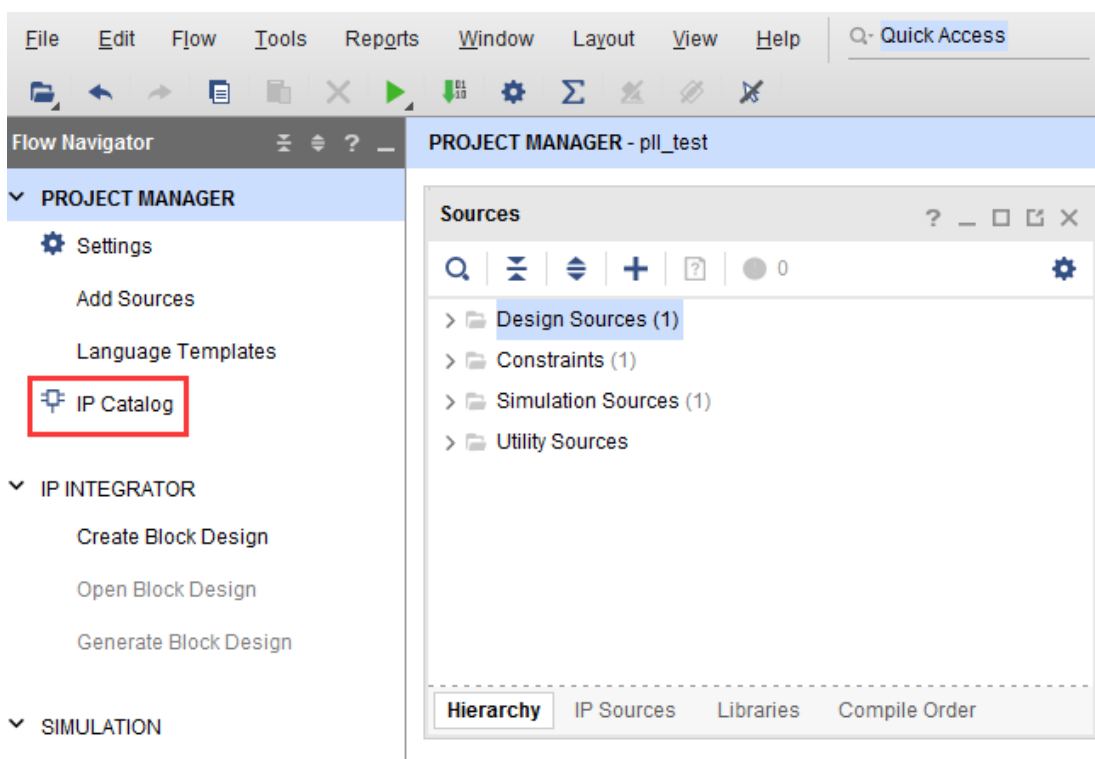 File Edit Flow Tools Reports Window Layout View Help Quick Access
Flow Navigator ?
PROJECT MANAGER - pll_test
PROJECT MANAGER
Settings
Add Sources
Language Templates
IP Catalog
IP INTEGRATOR
Create Block Design
Open Block Design
Generate Block Design
SIMULATION
Sources ?
? 0
Design Sources (1)
Constraints (1)
Simulation Sources (1)
Utility Sources
Hierarchy IP Sources Libraries Compile Order